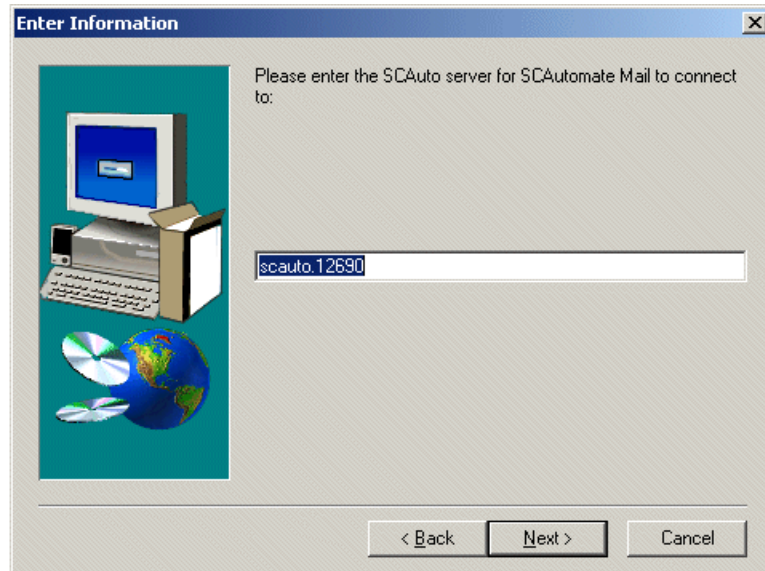 Enter Information
Please enter the SCAuto server for SCAutomate Mail to connect
to:
scauto.12690
< Back
Next >
Cancel